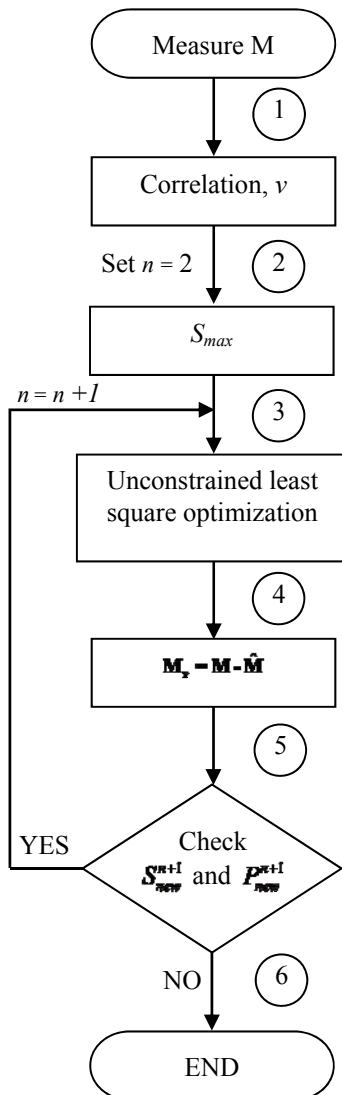 Measure M
1
Correlation, v
Set n = 2
2
S_max
n = n +1
3
Unconstrained least
square optimization
4
M_r = M - M̂
5
YES
Check
S_new^{n+1} and P_new^{n+1}
NO
6
END